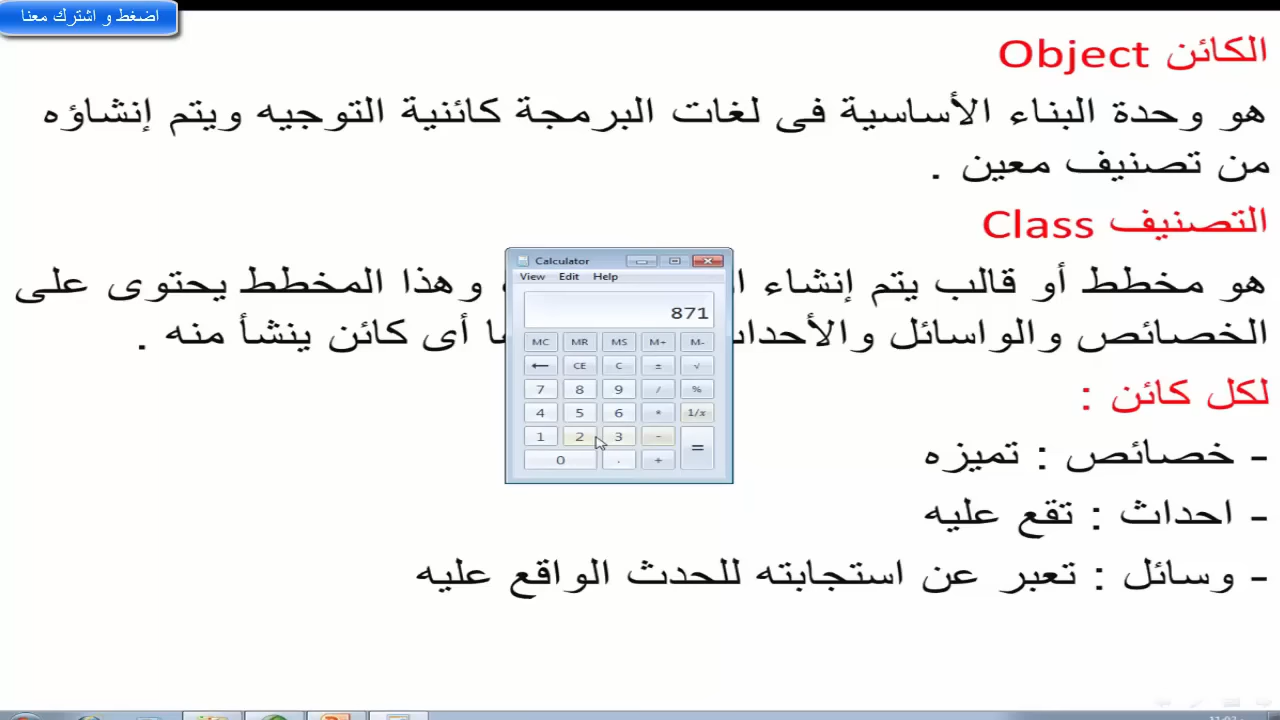 اضغط و اشترك معنا
الكائن Object
هو وحدة البناء الأساسية فى لغات البرمجة كائنية التوجيه ويتم إنشاؤه
من تصنيف معين .
التصنيف Class
هو مخطط أو قالب يتم إنشاء وهذا المخطط يحتوى على
الخصائص والواسائل والأحداث أى كائن ينشأ منه .
Calculator
View Edit Help
871
MC MR MS M+ M-
← CE C ± √
7 8 9 / %
4 5 6 * 1/x
1 2 3 - =
0 . +
لكل كائن :
- خصائص : تميزه
- احداث : تقع عليه
- وسائل : تعبر عن استجابته للحدث الواقع عليه